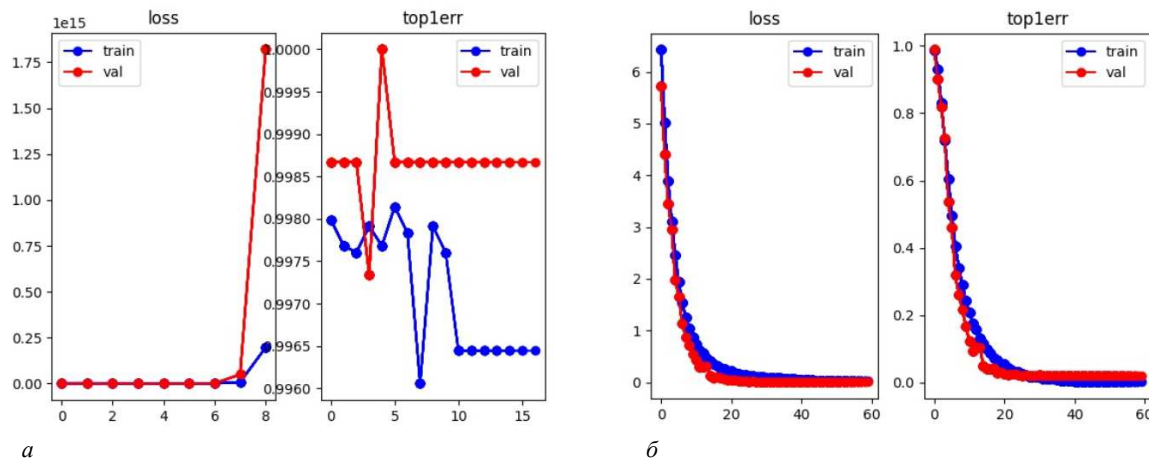 loss
1e15
train
val
1.75
1.50
1.25
1.00
0.75
0.50
0.25
0.00
0 2 4 6 8
top1err
train
val
1.0000
0.9995
0.9990
0.9985
0.9980
0.9975
0.9970
0.9965
0.9960
0 5 10 15
а
loss
train
val
6
5
4
3
2
1
0
0 20 40 60
top1err
train
val
1.0
0.8
0.6
0.4
0.2
0.0
0 20 40 60
б